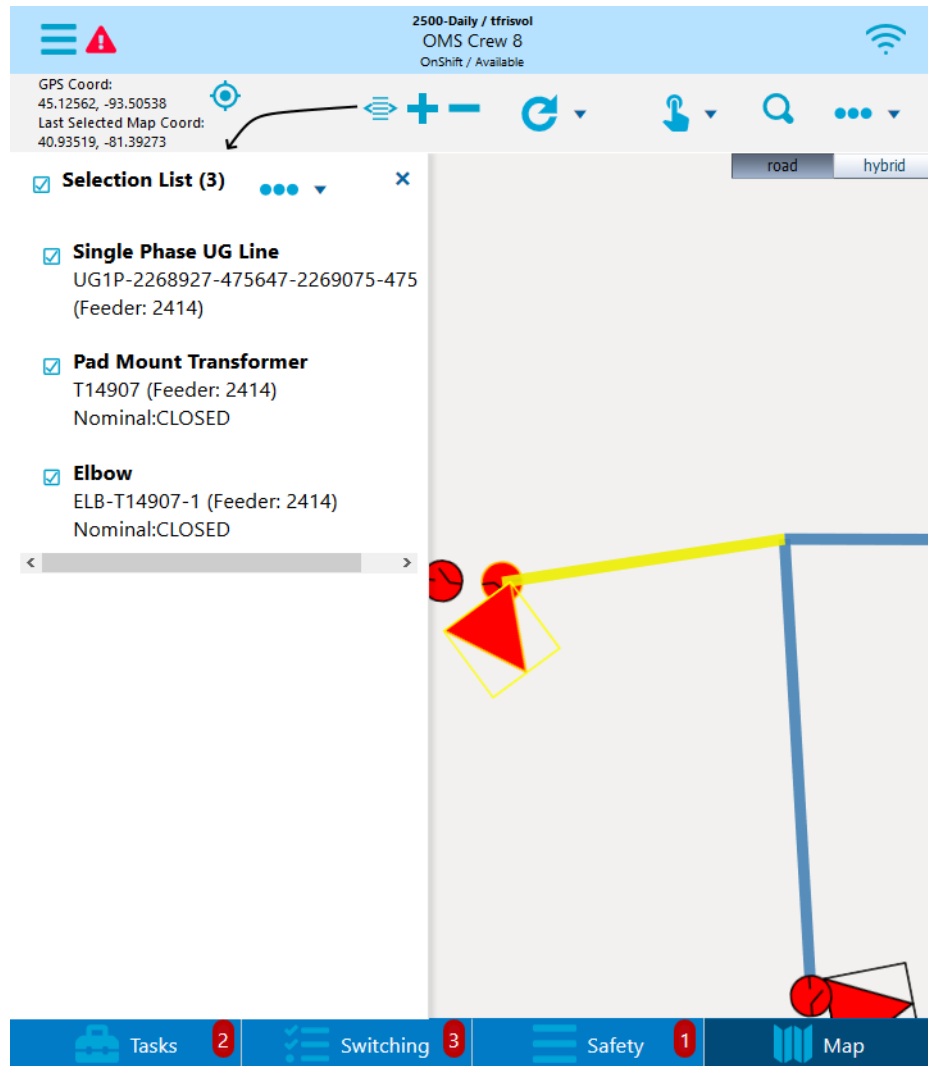 2500-Daily / tfrisvol
OMS Crew 8
OnShift / Available
GPS Coord:
45.12562, -93.50538
Last Selected Map Coord:
40.93519, -81.39273
road
hybrid
Selection List (3)
Single Phase UG Line
UG1P-2268927-475647-2269075-475
(Feeder: 2414)
Pad Mount Transformer
T14907 (Feeder: 2414)
Nominal:CLOSED
Elbow
ELB-T14907-1 (Feeder: 2414)
Nominal:CLOSED
Tasks 2
Switching 3
Safety 1
Map